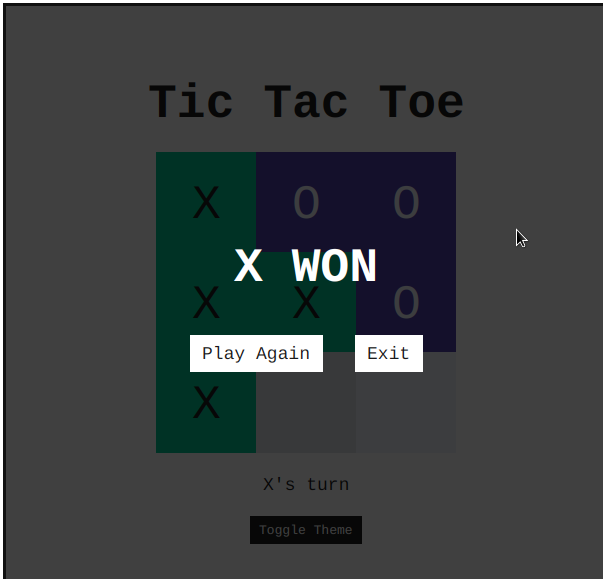 Tic Tac Toe
X O O
X WON
X X O
Play Again Exit
X
X's turn
Toggle Theme